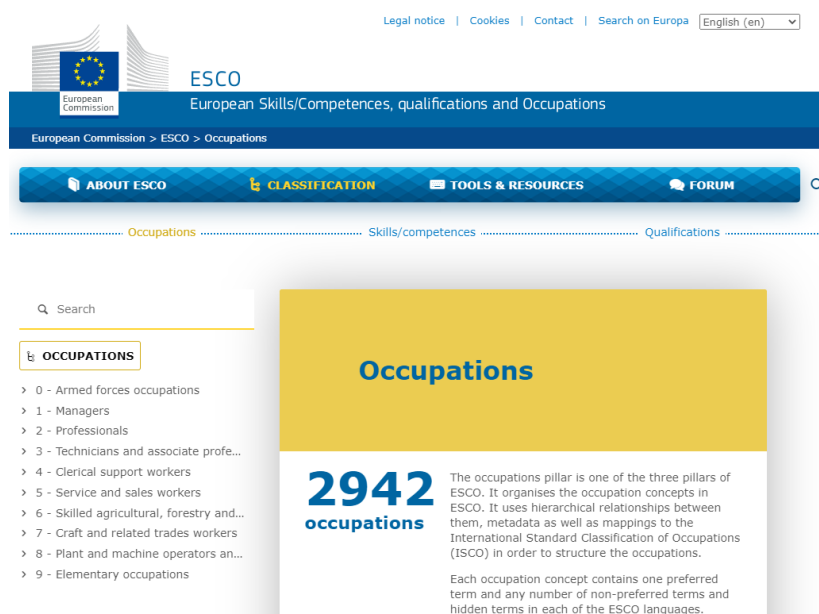 Legal notice | Cookies | Contact | Search on Europa English (en)
European
Commission
ESCO
European Skills/Competences, qualifications and Occupations
European Commission > ESCO > Occupations
ABOUT ESCO CLASSIFICATION TOOLS & RESOURCES FORUM
Occupations Skills/competences Qualifications
Search
OCCUPATIONS
0 - Armed forces occupations
1 - Managers
2 - Professionals
3 - Technicians and associate profe...
4 - Clerical support workers
5 - Service and sales workers
6 - Skilled agricultural, forestry and...
7 - Craft and related trades workers
8 - Plant and machine operators an...
9 - Elementary occupations
Occupations
2942
occupations
The occupations pillar is one of the three pillars of
ESCO. It organises the occupation concepts in
ESCO. It uses hierarchical relationships between
them, metadata as well as mappings to the
International Standard Classification of Occupations
(ISCO) in order to structure the occupations.
Each occupation concept contains one preferred
term and any number of non-preferred terms and
hidden terms in each of the ESCO languages.